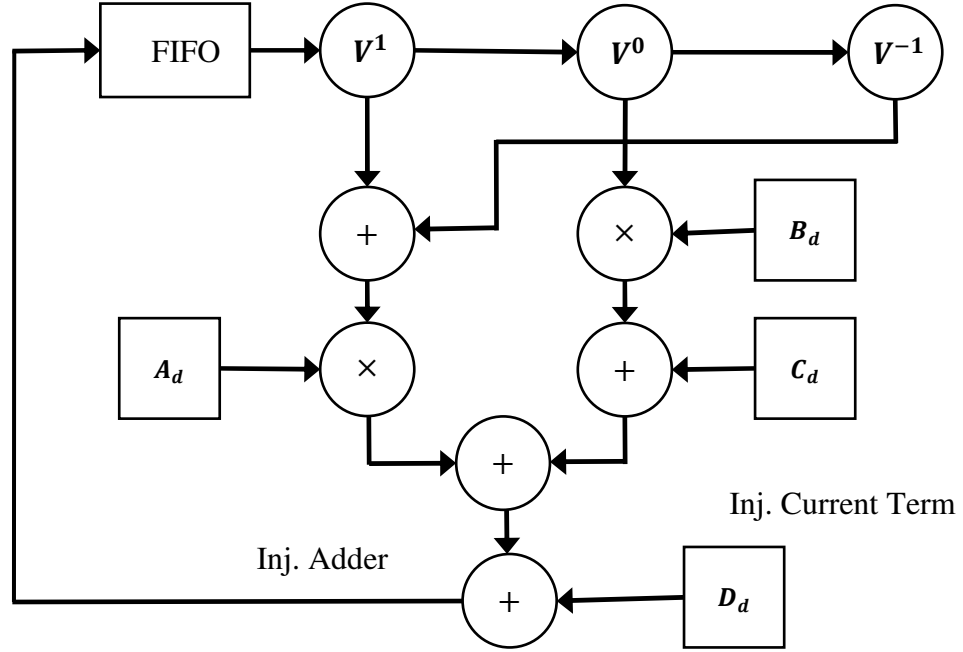 FIFO
V¹
V⁰
V⁻¹
+
×
B_d
A_d
×
+
C_d
+
Inj. Current Term
Inj. Adder
+
D_d